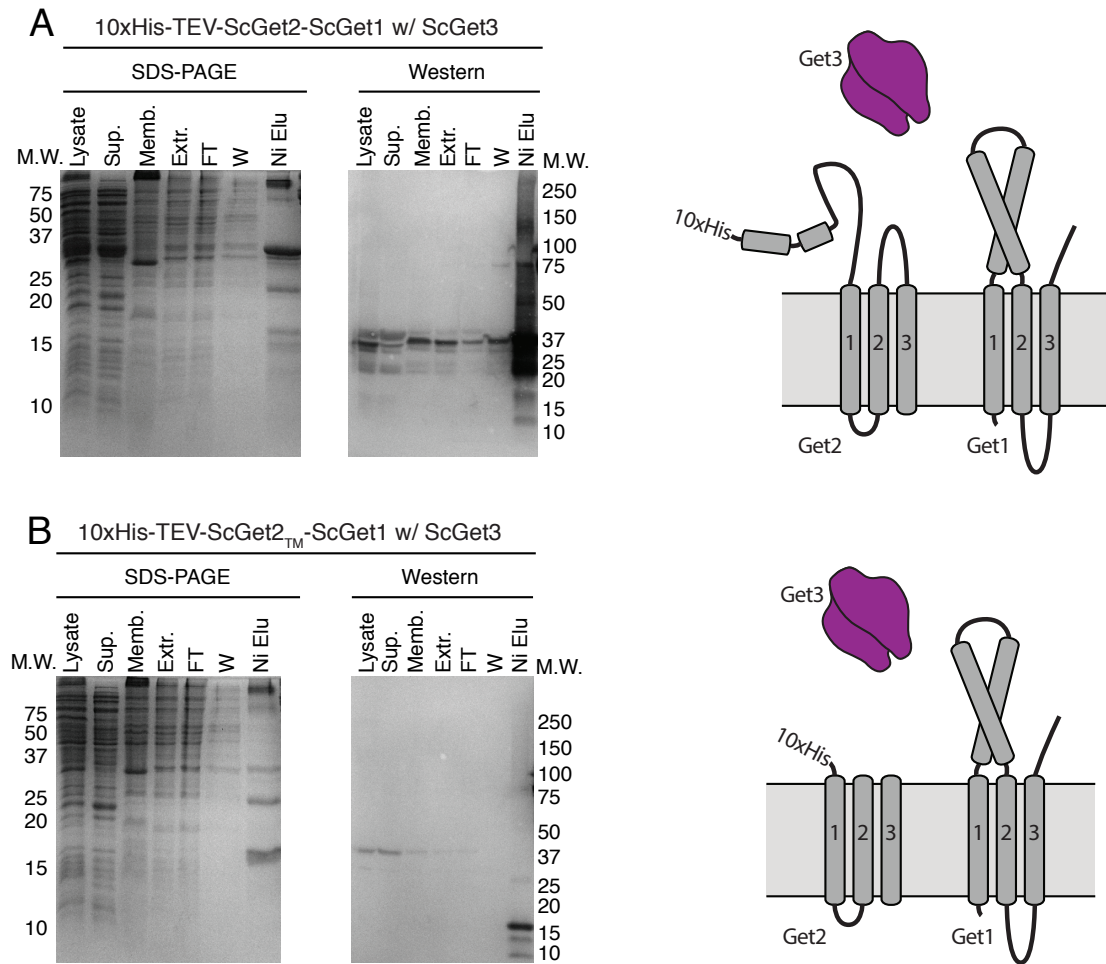 A
10xHis-TEV-ScGet2-ScGet1 w/ ScGet3
SDS-PAGE Western
M.W. Lysate Sup. Memb. Extr. FT W Ni Elu
75
50
37
25
20
15
10
Lysate Sup. Memb. Extr. FT W Ni Elu M.W.
250
150
100
75
50
37
25
20
15
10
Get3
10xHis
1 2 3 1 2 3
Get2 Get1
B
10xHis-TEV-ScGet2TM-ScGet1 w/ ScGet3
SDS-PAGE Western
M.W. Lysate Sup. Memb. Extr. FT W Ni Elu
75
50
37
25
20
15
10
Lysate Sup. Memb. Extr. FT W Ni Elu M.W.
250
150
100
75
50
37
25
20
15
10
Get3
10xHis
1 2 3 1 2 3
Get2 Get1